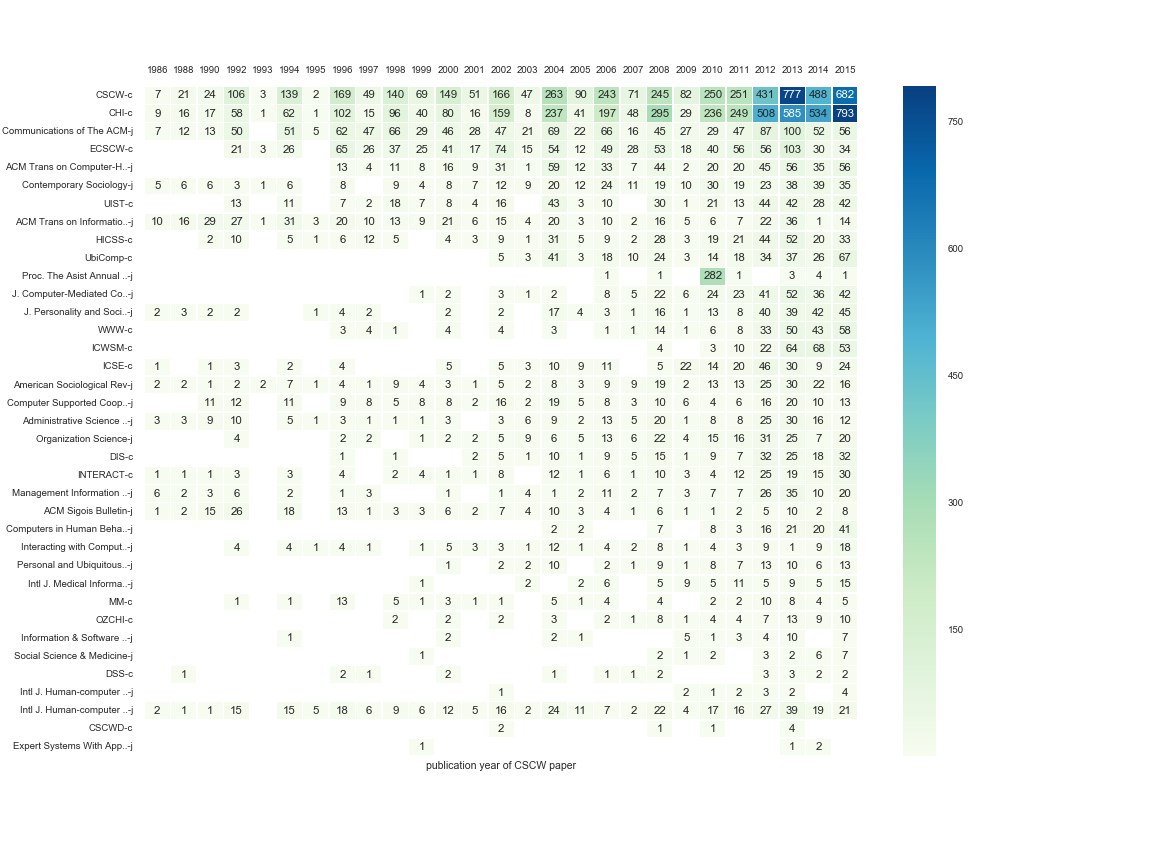 1986 1988 1990 1992 1993 1994 1995 1996 1997 1998 1999 2000 2001 2002 2003 2004 2005 2006 2007 2008 2009 2010 2011 2012 2013 2014 2015
CSCW-c 7 21 24 106 3 139 2 169 49 140 69 149 51 166 47 263 90 243 71 245 82 250 251 431 777 488 682
CHI-c 9 16 17 58 1 62 1 102 15 96 40 80 16 159 8 237 41 197 48 295 29 236 249 508 585 534 793
Communications of The ACM-j 7 12 13 50 51 5 62 47 66 29 46 28 47 21 69 22 66 16 45 27 29 47 87 100 52 56
ECSCW-c 21 3 26 65 26 37 25 41 17 74 15 54 12 49 28 53 18 40 56 56 103 30 34
ACM Trans on Computer-H..-j 13 4 11 8 16 9 31 1 59 12 33 7 44 2 20 20 45 56 35 56
Contemporary Sociology-j 5 6 6 3 1 6 8 9 4 8 7 12 9 20 12 24 11 19 10 30 19 23 38 39 35
UIST-c 13 11 7 2 18 7 8 4 16 43 3 10 30 1 21 13 44 42 28 42
ACM Trans on Informatio..-j 10 16 29 27 1 31 3 20 10 13 9 21 6 15 4 20 3 10 2 16 5 6 7 22 36 1 14
HICSS-c 2 10 5 1 6 12 5 4 3 9 1 31 5 9 2 28 3 19 21 44 52 20 33
UbiComp-c 5 3 41 3 18 10 24 3 14 18 34 37 26 67
Proc. The Asist Annual ..-j 1 1 282 1 3 4 1
J. Computer-Mediated Co..-j 1 2 3 1 2 8 5 22 6 24 23 41 52 36 42
J. Personality and Soci..-j 2 3 2 2 1 4 2 2 2 17 4 3 1 16 1 13 8 40 39 42 45
WWW-c 3 4 1 4 4 3 1 1 14 1 6 8 33 50 43 58
ICWSM-c 4 3 10 22 64 68 53
ICSE-c 1 1 3 2 4 5 5 3 10 9 11 5 22 14 20 46 30 9 24
American Sociological Rev-j 2 2 1 2 2 7 1 4 1 9 4 3 1 5 2 8 3 9 9 19 2 13 13 25 30 22 16
Computer Supported Coop..-j 11 12 11 9 8 5 8 8 2 16 2 19 5 8 3 10 6 4 6 16 20 10 13
Administrative Science ..-j 3 3 9 10 5 1 3 1 1 1 3 3 6 9 2 13 5 20 1 8 8 25 30 16 12
Organization Science-j 4 2 2 1 2 2 5 9 6 5 13 6 22 4 15 16 31 25 7 20
DIS-c 1 1 2 5 1 10 1 9 5 15 1 9 7 32 25 18 32
INTERACT-c 1 1 1 3 3 4 2 4 1 1 8 12 1 6 1 10 3 4 12 25 19 15 30
Management Information ..-j 6 2 3 6 2 1 3 1 1 4 1 2 11 2 7 3 7 7 26 35 10 20
ACM Sigois Bulletin-j 1 2 15 26 18 13 1 3 3 6 2 7 4 10 3 4 1 6 1 1 2 5 10 2 8
Computers in Human Beha..-j 2 2 7 8 3 16 21 20 41
Interacting with Comput..-j 4 4 1 4 1 1 5 3 3 1 12 1 4 2 8 1 4 3 9 1 9 18
Personal and Ubiquitous..-j 1 2 2 10 2 1 9 1 8 7 13 10 6 13
Intl J. Medical Informa..-j 1 2 2 6 5 9 5 11 5 9 5 15
MM-c 1 1 13 5 1 3 1 1 5 1 4 4 2 2 10 8 4 5
OZCHI-c 2 2 2 3 2 1 8 1 4 4 7 13 9 10
Information & Software ..-j 1 2 2 1 5 1 3 4 10 7
Social Science & Medicine-j 1 2 1 2 3 2 6 7
DSS-c 1 2 1 2 1 1 1 2 3 3 2 2
Intl J. Human-computer ..-j 1 2 1 2 3 2 4
Intl J. Human-computer ..-j 2 1 1 15 15 5 18 6 9 6 12 5 16 2 24 11 7 2 22 4 17 16 27 39 19 21
CSCWD-c 2 1 1 4
Expert Systems With App..-j 1 1 2
publication year of CSCW paper
750
600
450
300
150